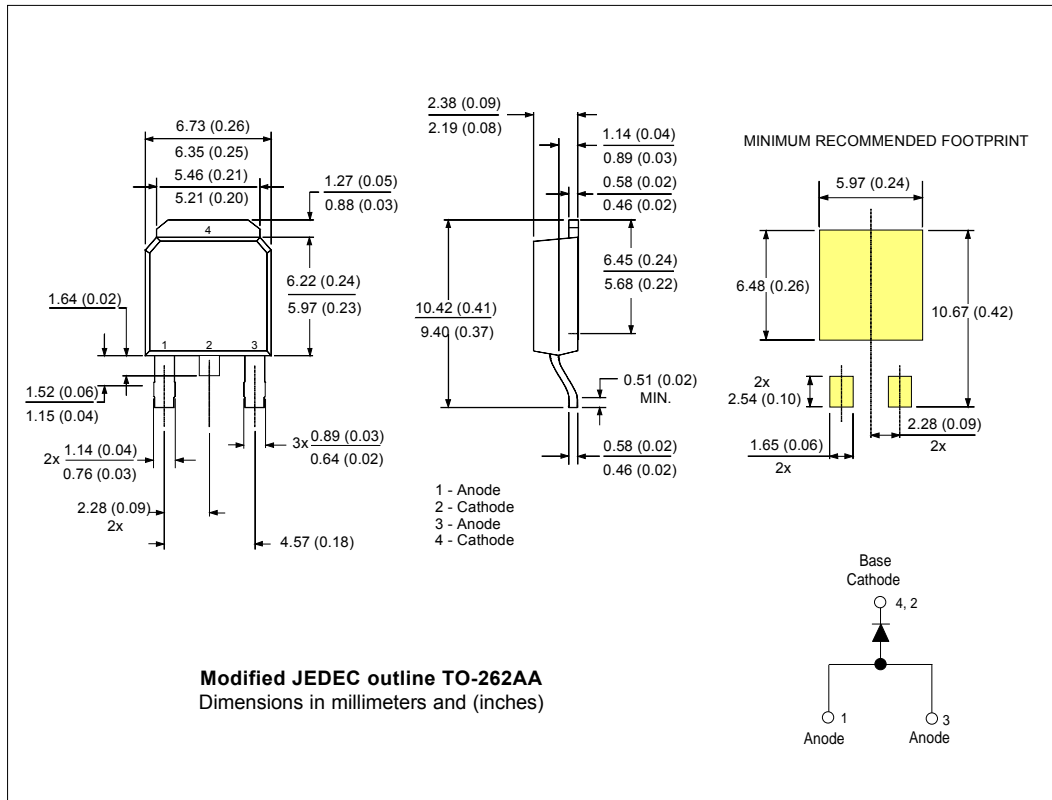 6.73 (0.26)
6.35 (0.25)
5.46 (0.21)
5.21 (0.20)
1.27 (0.05)
0.88 (0.03)
4
6.22 (0.24)
5.97 (0.23)
1.64 (0.02)
1 2 3
1.52 (0.06)
1.15 (0.04)
2x 1.14 (0.04)
0.76 (0.03)
3x 0.89 (0.03)
0.64 (0.02)
2.28 (0.09)
2x
4.57 (0.18)
2.38 (0.09)
2.19 (0.08)
1.14 (0.04)
0.89 (0.03)
0.58 (0.02)
0.46 (0.02)
6.45 (0.24)
5.68 (0.22)
10.42 (0.41)
9.40 (0.37)
0.51 (0.02)
MIN.
0.58 (0.02)
0.46 (0.02)
1 - Anode
2 - Cathode
3 - Anode
4 - Cathode
MINIMUM RECOMMENDED FOOTPRINT
5.97 (0.24)
6.48 (0.26)
10.67 (0.42)
2x
2.54 (0.10)
1.65 (0.06)
2x
2.28 (0.09)
2x
Base
Cathode
4, 2
1
Anode
3
Anode
Modified JEDEC outline TO-262AA
Dimensions in millimeters and (inches)